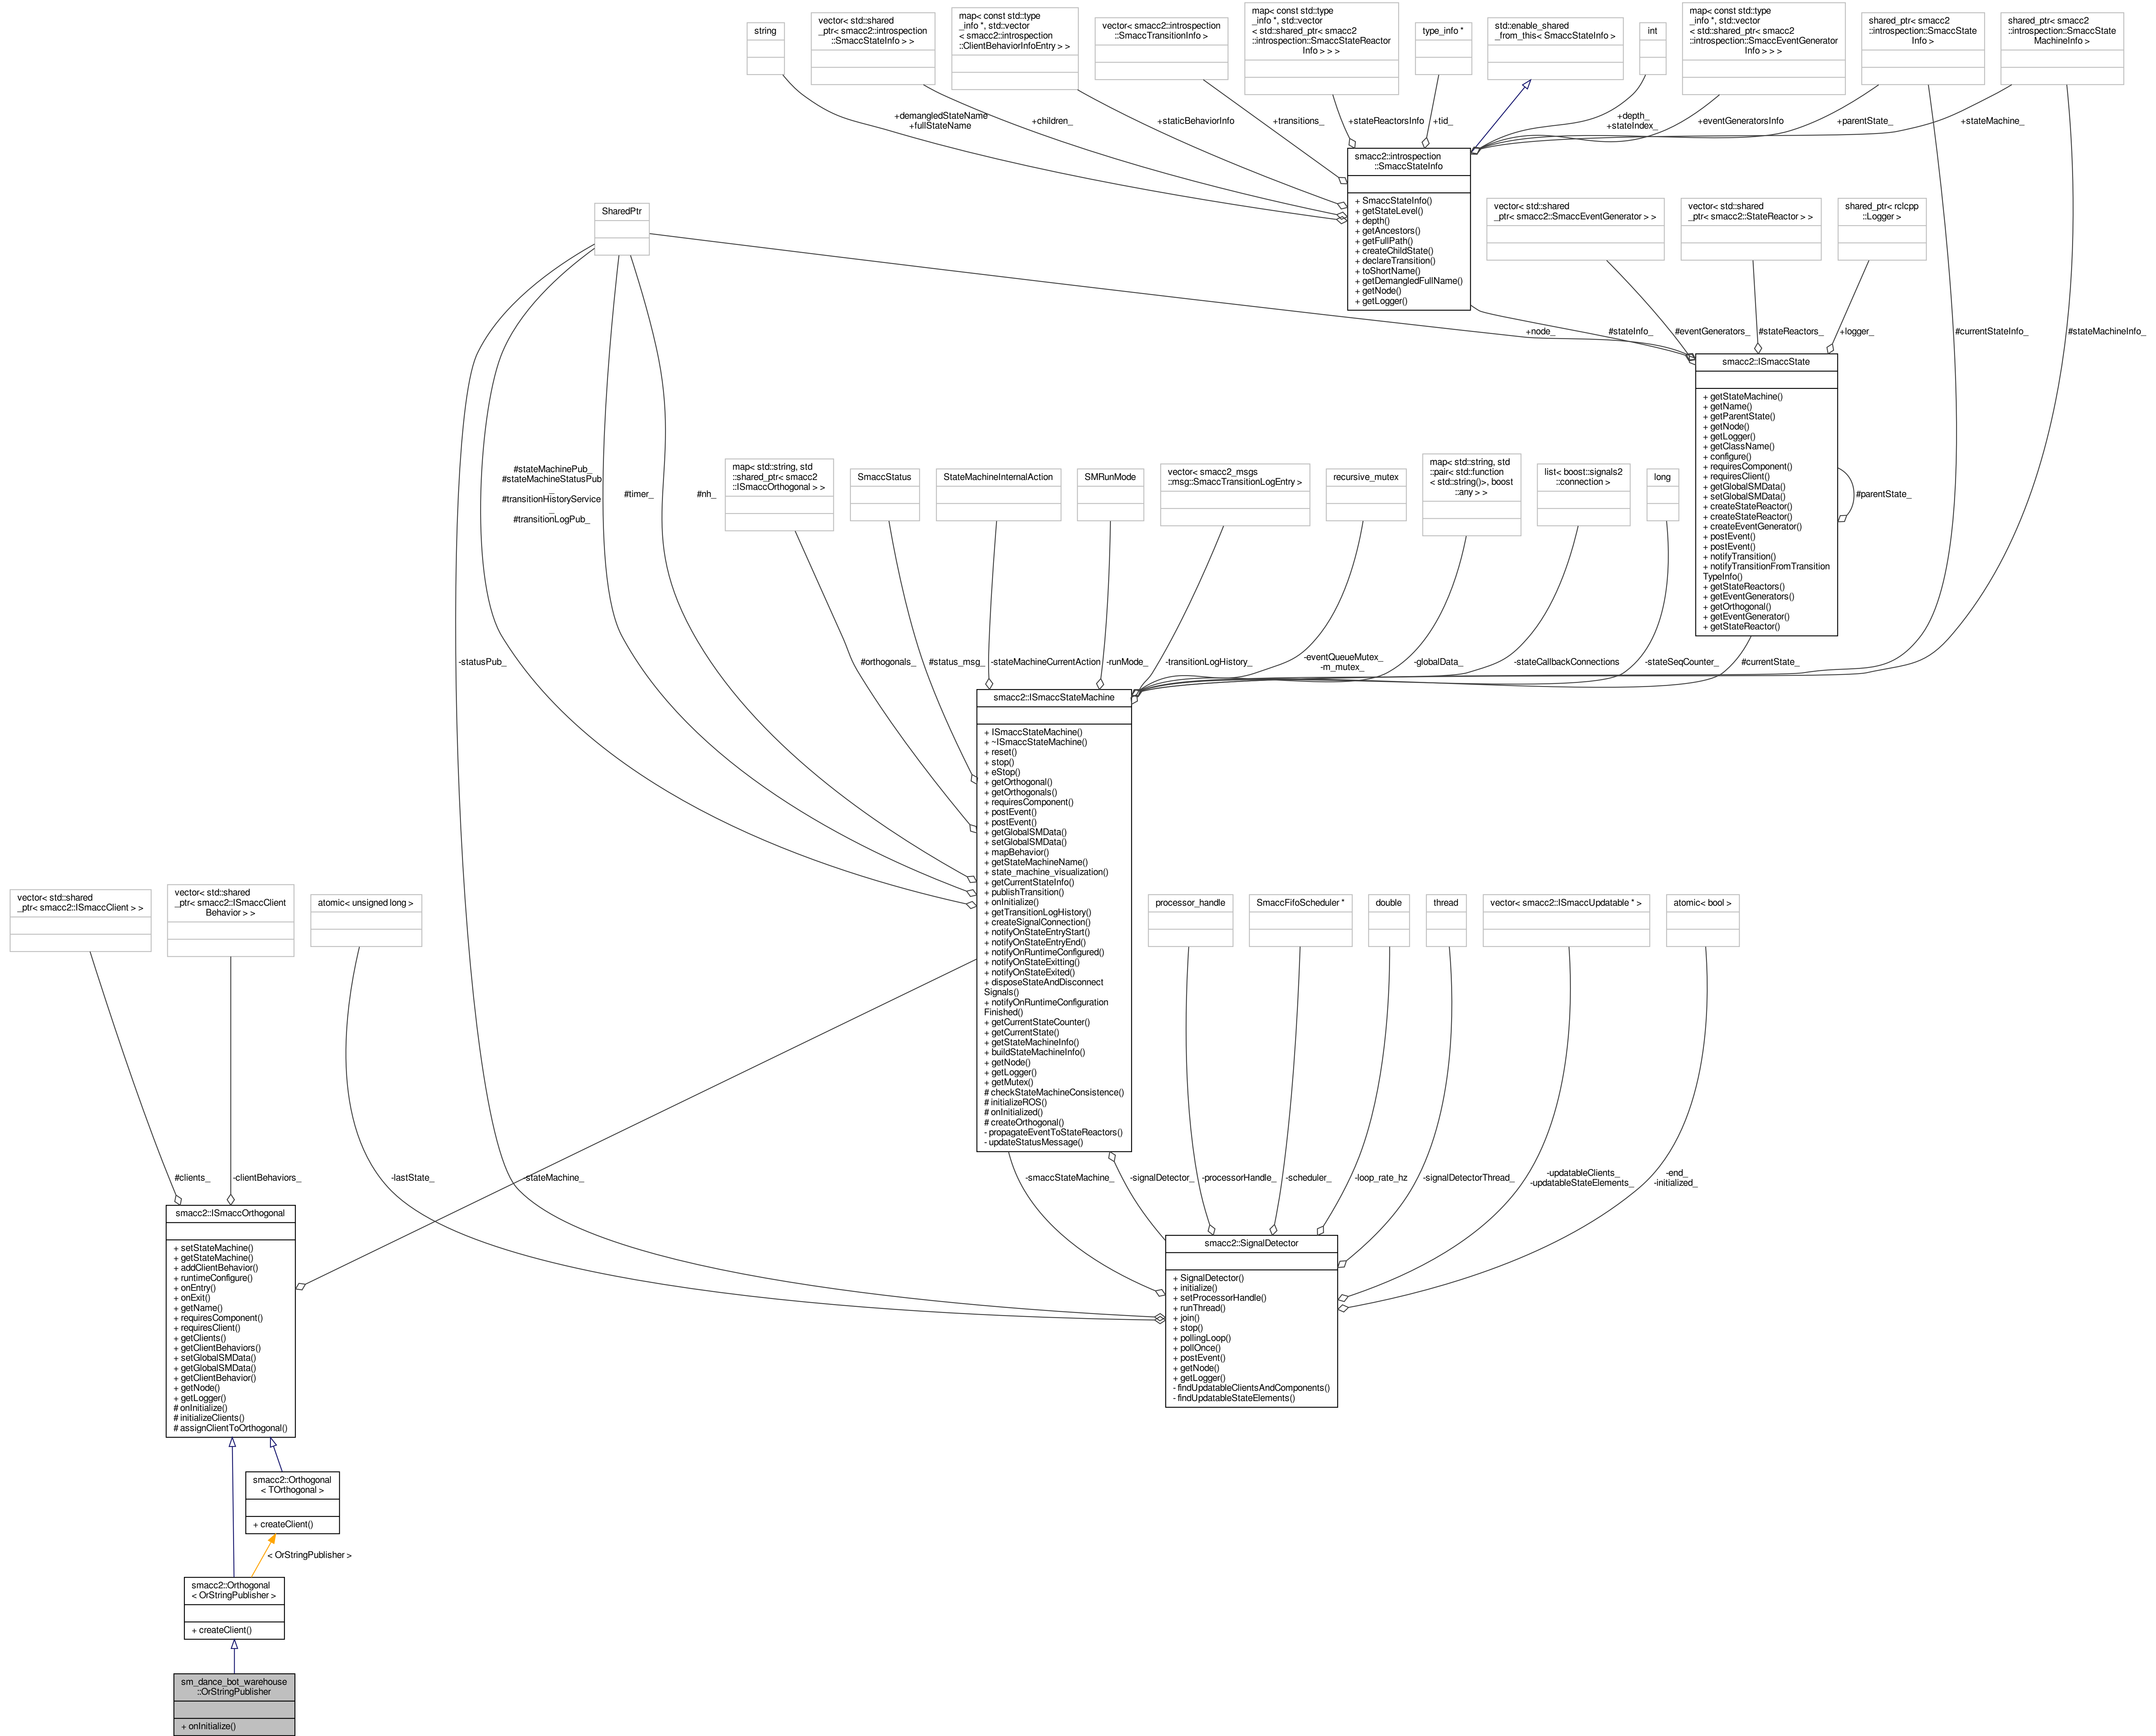 string
vector< std::shared
_ptr< smacc2::introspection
::SmaccStateInfo > >
map< const std::type
_info *, std::vector
< smacc2::introspection
::ClientBehaviorInfoEntry > >
vector< smacc2::introspection
::SmaccTransitionInfo >
map< const std::type
_info *, std::vector
< std::shared_ptr< smacc2
::introspection::SmaccStateReactor
Info > > >
type_info *
std::enable_shared
_from_this< SmaccStateInfo >
int
map< const std::type
_info *, std::vector
< std::shared_ptr< smacc2
::introspection::SmaccEventGenerator
Info > > >
shared_ptr< smacc2
::introspection::SmaccState
Info >
shared_ptr< smacc2
::introspection::SmaccState
MachineInfo >
+demangledStateName
+fullStateName
+children_
+staticBehaviorInfo
+transitions_
+stateReactorsInfo
+tid_
+depth_
+stateIndex_
+eventGeneratorsInfo
+parentState_
+stateMachine_
smacc2::introspection
::SmaccStateInfo
+ SmaccStateInfo()
+ getStateLevel()
+ depth()
+ getAncestors()
+ getFullPath()
+ createChildState()
+ declareTransition()
+ toShortName()
+ getDemangledFullName()
+ getNode()
+ getLogger()
SharedPtr
vector< std::shared
_ptr< smacc2::SmaccEventGenerator > >
vector< std::shared
_ptr< smacc2::StateReactor > >
shared_ptr< rclcpp
::Logger >
+node_
#stateInfo_
#eventGenerators_
#stateReactors_
+logger_
#currentStateInfo_
#stateMachineInfo_
smacc2::ISmaccState
+ getStateMachine()
+ getName()
+ getParentState()
+ getNode()
+ getLogger()
+ getClassName()
+ configure()
+ requiresComponent()
+ requiresClient()
+ getGlobalSMData()
+ setGlobalSMData()
+ createStateReactor()
+ createStateReactor()
+ createEventGenerator()
+ postEvent()
+ postEvent()
+ notifyTransition()
+ notifyTransitionFromTransition
TypeInfo()
+ getStateReactors()
+ getEventGenerators()
+ getOrthogonal()
+ getEventGenerator()
+ getStateReactor()
#parentState_
#stateMachinePub_
#stateMachineStatusPub
_
#transitionHistoryService
_
#transitionLogPub_
#timer_
#nh_
map< std::string, std
::shared_ptr< smacc2
::ISmaccOrthogonal > >
SmaccStatus
StateMachineInternalAction
SMRunMode
vector< smacc2_msgs
::msg::SmaccTransitionLogEntry >
recursive_mutex
map< std::string, std
::pair< std::function
< std::string()>, boost
::any > >
list< boost::signals2
::connection >
long
-statusPub_
#orthogonals_
#status_msg_
-stateMachineCurrentAction
-runMode_
-transitionLogHistory_
-eventQueueMutex_
-m_mutex_
-globalData_
-stateCallbackConnections
-stateSeqCounter_
#currentState_
smacc2::ISmaccStateMachine
+ ISmaccStateMachine()
+ ~ISmaccStateMachine()
+ reset()
+ stop()
+ eStop()
+ getOrthogonal()
+ getOrthogonals()
+ requiresComponent()
+ postEvent()
+ postEvent()
+ getGlobalSMData()
+ setGlobalSMData()
+ mapBehavior()
+ getStateMachineName()
+ state_machine_visualization()
+ getCurrentStateInfo()
+ publishTransition()
+ onInitialize()
+ getTransitionLogHistory()
+ createSignalConnection()
+ notifyOnStateEntryStart()
+ notifyOnStateEntryEnd()
+ notifyOnRuntimeConfigured()
+ notifyOnStateExitting()
+ notifyOnStateExited()
+ disposeStateAndDisconnect
Signals()
+ notifyOnRuntimeConfiguration
Finished()
+ getCurrentStateCounter()
+ getCurrentState()
+ getStateMachineInfo()
+ buildStateMachineInfo()
+ getNode()
+ getLogger()
+ getMutex()
# checkStateMachineConsistence()
# initializeROS()
# onInitialized()
# createOrthogonal()
- propagateEventToStateReactors()
- updateStatusMessage()
vector< std::shared
_ptr< smacc2::ISmaccClient > >
vector< std::shared
_ptr< smacc2::ISmaccClient
Behavior > >
atomic< unsigned long >
processor_handle
SmaccFifoScheduler *
double
thread
vector< smacc2::ISmaccUpdatable * >
atomic< bool >
#clients_
-clientBehaviors_
-lastState_
-stateMachine_
-smaccStateMachine_
-signalDetector_
-processorHandle_
-scheduler_
-loop_rate_hz
-signalDetectorThread_
-updatableClients_
-updatableStateElements_
-end_
-initialized_
smacc2::ISmaccOrthogonal
+ setStateMachine()
+ getStateMachine()
+ addClientBehavior()
+ runtimeConfigure()
+ onEntry()
+ onExit()
+ getName()
+ requiresComponent()
+ requiresClient()
+ getClients()
+ getClientBehaviors()
+ setGlobalSMData()
+ getGlobalSMData()
+ getClientBehavior()
+ getNode()
+ getLogger()
# onInitialize()
# initializeClients()
# assignClientToOrthogonal()
smacc2::SignalDetector
+ SignalDetector()
+ initialize()
+ setProcessorHandle()
+ runThread()
+ join()
+ stop()
+ pollingLoop()
+ pollOnce()
+ postEvent()
+ getNode()
+ getLogger()
- findUpdatableClientsAndComponents()
- findUpdatableStateElements()
smacc2::Orthogonal
< TOrthogonal >
+ createClient()
< OrStringPublisher >
smacc2::Orthogonal
< OrStringPublisher >
+ createClient()
sm_dance_bot_warehouse
::OrStringPublisher
+ onInitialize()